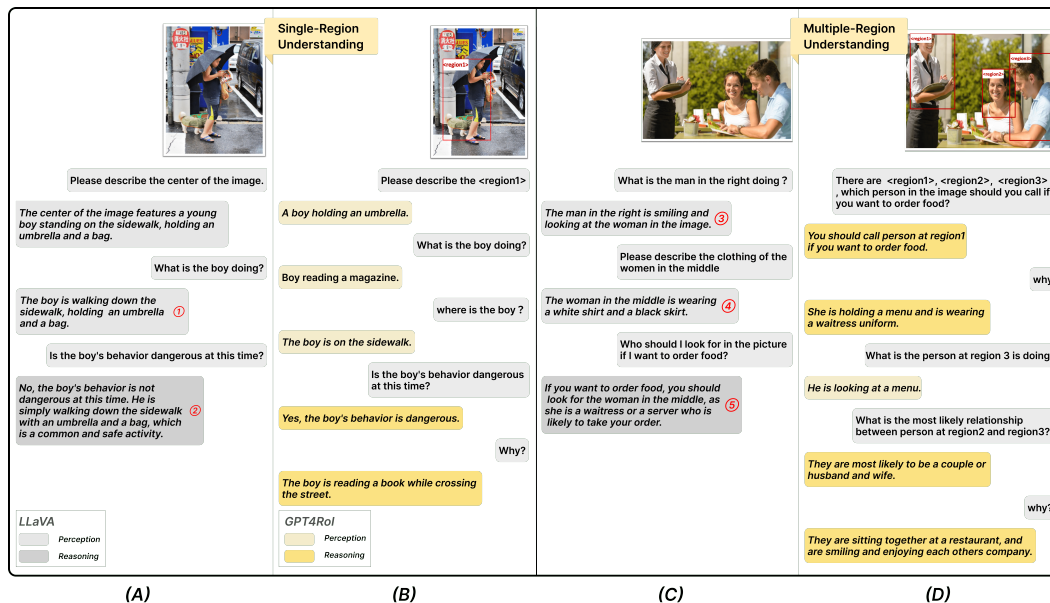 Single-Region
Understanding
Please describe the center of the image.
The center of the image features a young
boy standing on the sidewalk, holding an
umbrella and a bag.
What is the boy doing?
The boy is walking down the
sidewalk, holding an umbrella
and a bag.
①
Is the boy's behavior dangerous at this time?
No, the boy's behavior is not
dangerous at this time. He is
simply walking down the sidewalk
with an umbrella and a bag, which
is a common and safe activity.
②
LLaVA
Perception
Reasoning
(A)
<region1>
Please describe the <region1>
A boy holding an umbrella.
What is the boy doing?
Boy reading a magazine.
where is the boy ?
The boy is on the sidewalk.
Is the boy's behavior dangerous
at this time?
Yes, the boy's behavior is dangerous.
Why?
The boy is reading a book while crossing
the street.
GPT4RoI
Perception
Reasoning
(B)
Multiple-Region
Understanding
What is the man in the right doing ?
The man in the right is smiling and
looking at the woman in the image.
③
Please describe the clothing of the
women in the middle
The woman in the middle is wearing
a white shirt and a black skirt.
④
Who should I look for in the picture
if I want to order food?
If you want to order food, you should
look for the woman in the middle, as
she is a waitress or a server who is
likely to take your order.
⑤
(C)
<region1>
<region2>
<region3>
There are <region1>, <region2>, <region3>
, which person in the image should you call if
you want to order food?
You should call person at region1
if you want to order food.
why
She is holding a menu and is wearing
a waitress uniform.
What is the person at region 3 is doing
He is looking at a menu.
What is the most likely relationship
between person at region2 and region3?
They are most likely to be a couple or
husband and wife.
why?
They are sitting together at a restaurant, and
are smiling and enjoying each others company.
(D)